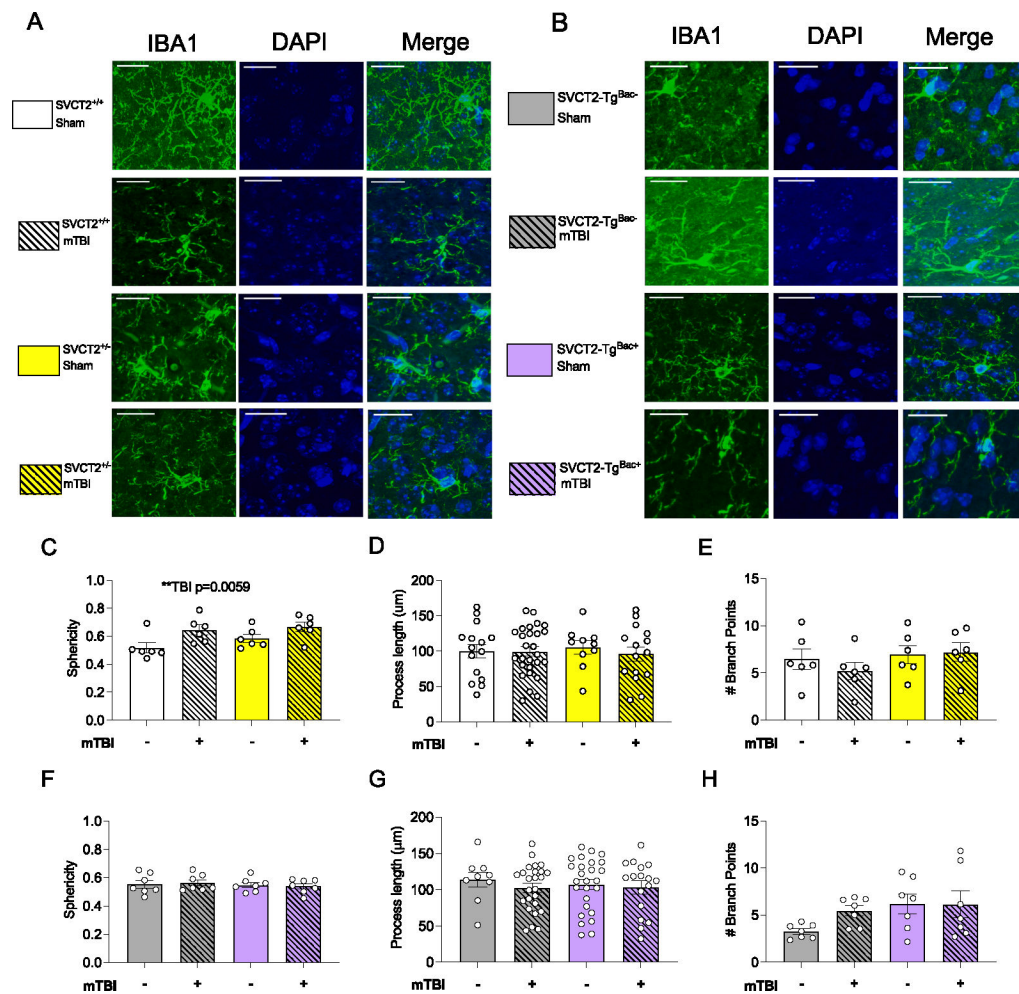 A
IBA1 DAPI Merge
SVCT2+/+
Sham
SVCT2+/+
mTBI
SVCT2+/-
Sham
SVCT2+/-
mTBI
B
IBA1 DAPI Merge
SVCT2-TgBac-
Sham
SVCT2-TgBac-
mTBI
SVCT2-TgBac+
Sham
SVCT2-TgBac+
mTBI
C
**TBI p=0.0059
Sphericity
1.0
0.8
0.6
0.4
0.2
0.0
mTBI - + - +
D
Process length (um)
200
150
100
50
0
mTBI - + - +
E
# Branch Points
15
10
5
0
mTBI - + - +
F
Sphericity
1.0
0.8
0.6
0.4
0.2
0.0
mTBI - + - +
G
Process length (μm)
200
150
100
50
0
mTBI - + - +
H
# Branch Points
15
10
5
0
mTBI - + - +